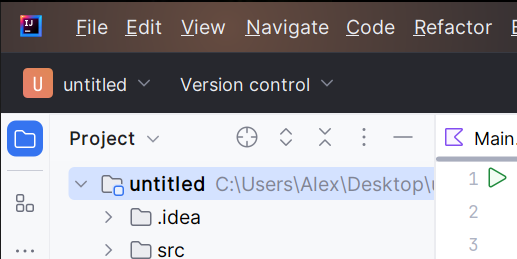 IJ File Edit View Navigate Code Refactor
U untitled Version control
Project
Main.
untitled C:\Users\Alex\Desktop\
1
.idea
2
src
3